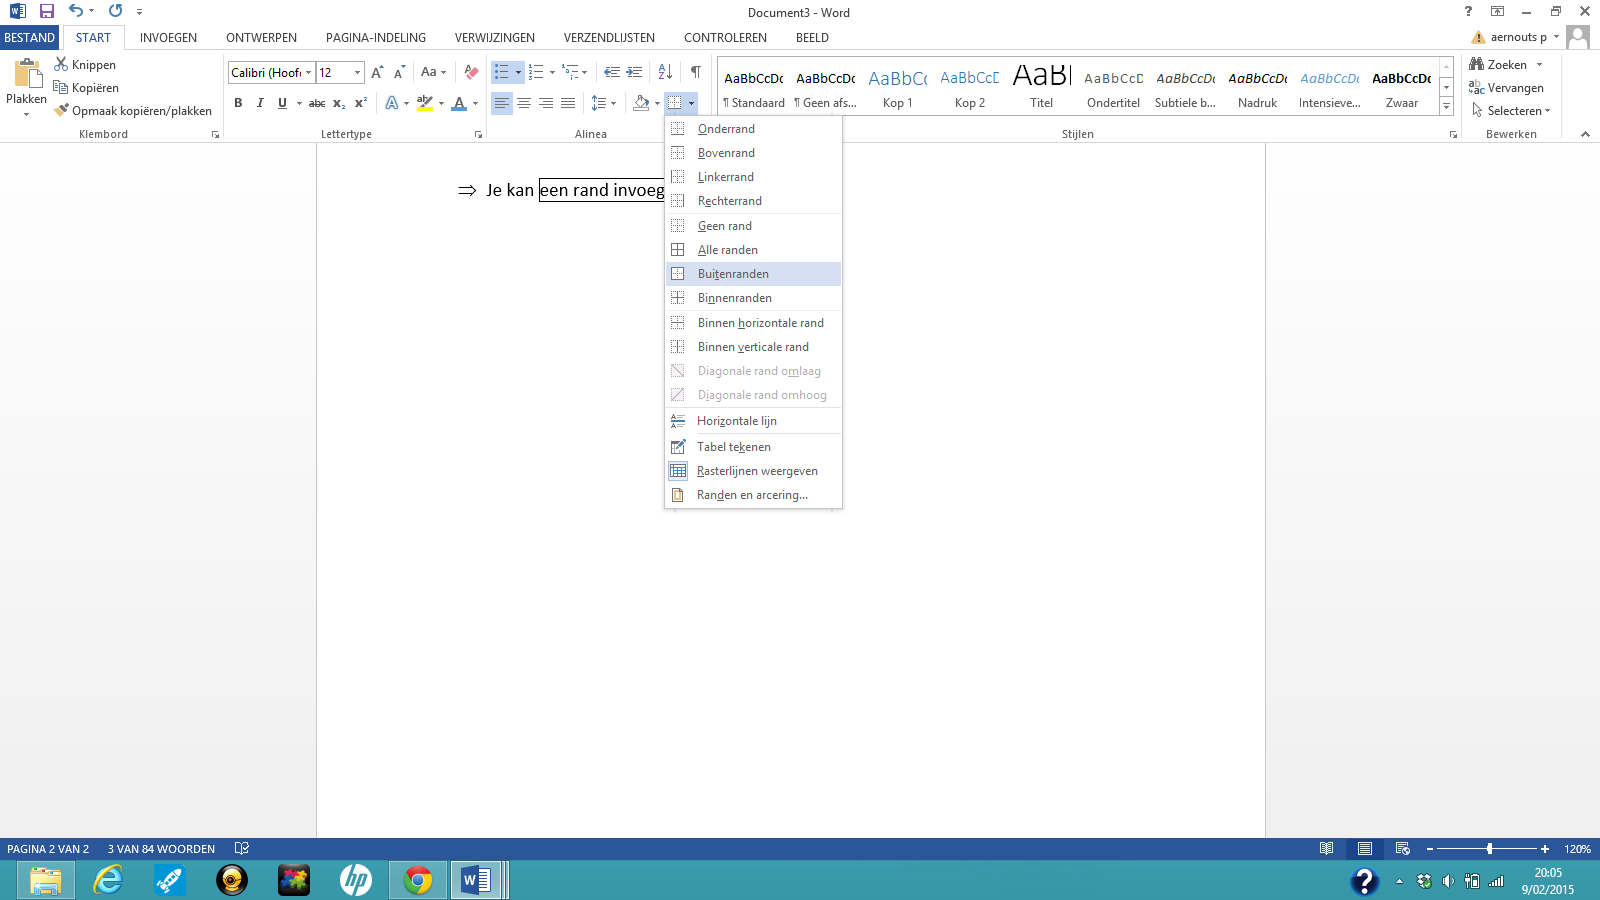 Document3 - Word
BESTAND START INVOEGEN ONTWERPEN PAGINA-INDELING VERWIJZINGEN VERZENDLIJSTEN CONTROLEREN BEELD aernouts p
Plakken
Knippen
Kopiëren
Opmaak kopiëren/plakken
Klembord
Calibri (Hoof 12
Lettertype
Alinea
AaBbCcDc AaBbCcDc AaBbCc AaBbCcD AaBl AaBbCcD AaBbCcDc AaBbCcDc AaBbCcDc AaBbCcDc
¶ Standaard ¶ Geen afs... Kop 1 Kop 2 Titel Ondertitel Subtiele b... Nadruk Intensieve... Zwaar
Stijlen
Zoeken
Vervangen
Selecteren
Bewerken
⇒ Je kan een rand invoeg
Onderrand
Bovenrand
Linkerrand
Rechterrand
Geen rand
Alle randen
Buitenranden
Binnenranden
Binnen horizontale rand
Binnen verticale rand
Diagonale rand omlaag
Diagonale rand omhoog
Horizontale lijn
Tabel tekenen
Rasterlijnen weergeven
Randen en arcering...
PAGINA 2 VAN 2 3 VAN 84 WOORDEN 120%
hp
20:05
9/02/2015